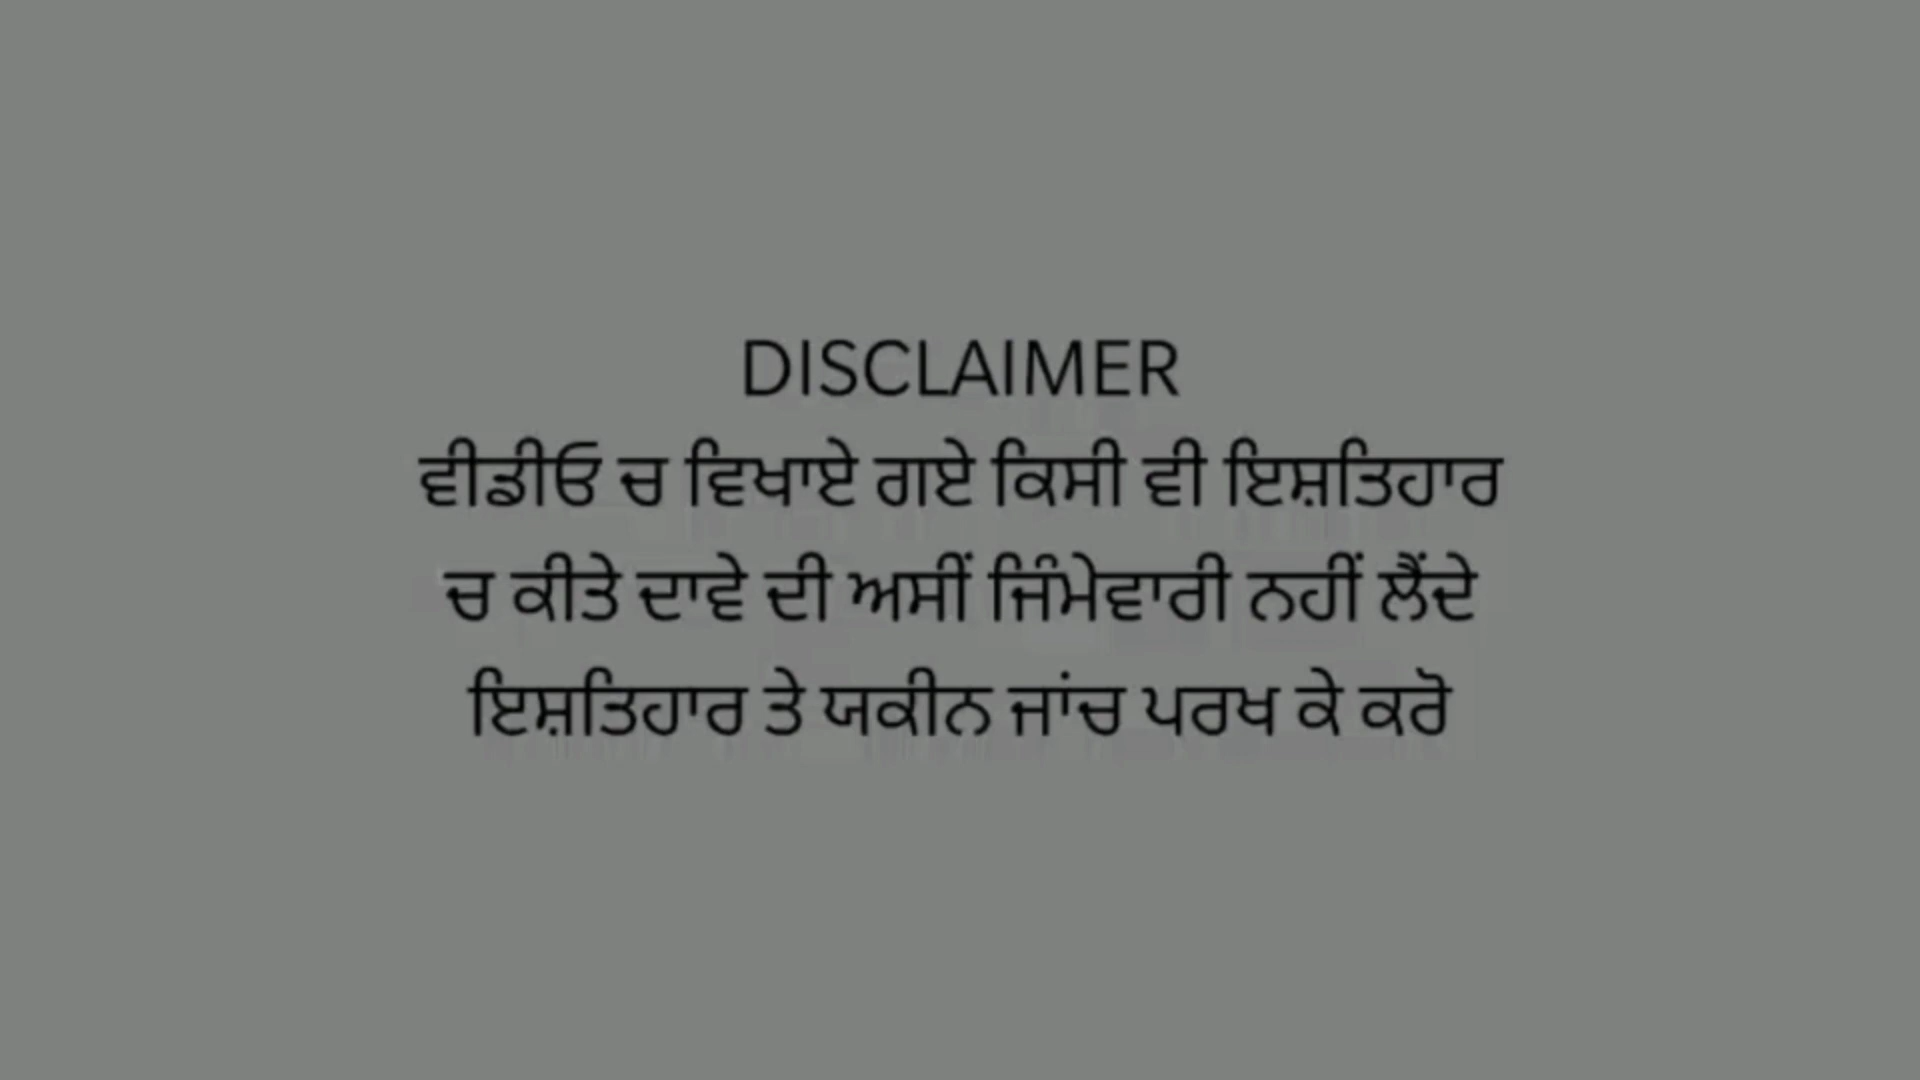 DISCLAIMER
ਵੀਡੀਓ ਚ ਵਿਖਾਏ ਗਏ ਕਿਸੀ ਵੀ ਇਸ਼ਤਿਹਾਰ
ਚ ਕੀਤੇ ਦਾਵੇ ਦੀ ਅਸੀਂ ਜਿੰਮੇਵਾਰੀ ਨਹੀਂ ਲੈਂਦੇ
ਇਸ਼ਤਿਹਾਰ ਤੇ ਯਕੀਨ ਜਾਂਚ ਪਰਖ ਕੇ ਕਰੋ